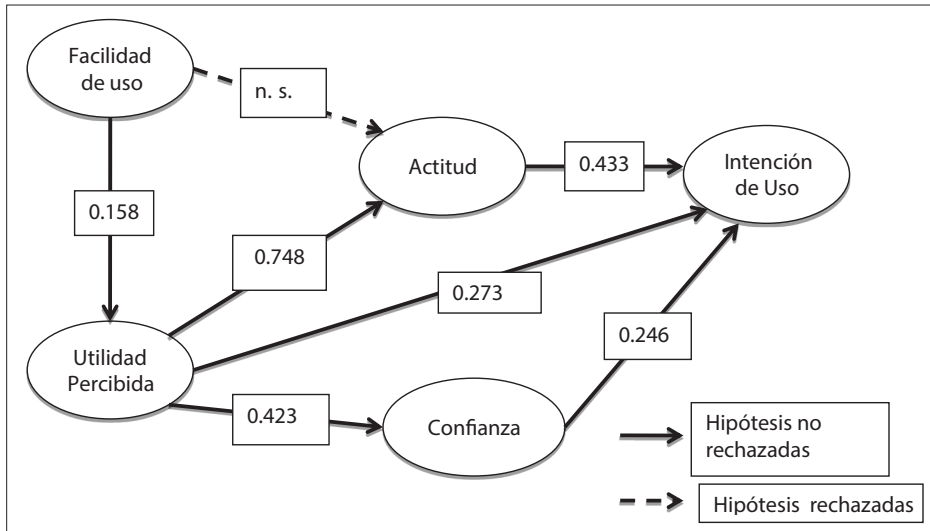 Facilidad
de uso
n. s.
Actitud
0.433
Intención
de Uso
0.158
0.748
0.273
0.246
Utilidad
Percibida
0.423
Confianza
Hipótesis no
rechazadas
Hipótesis rechazadas